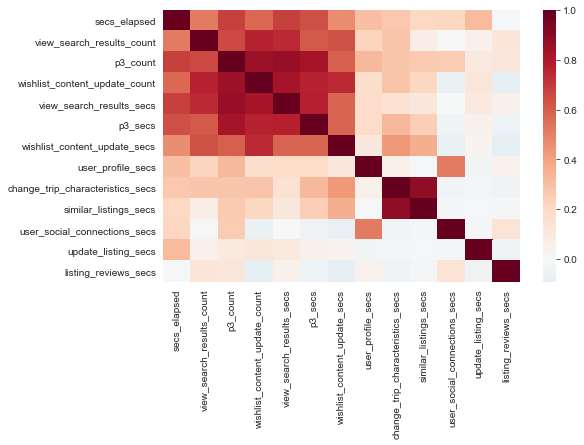 secs_elapsed
view_search_results_count
p3_count
wishlist_content_update_count
view_search_results_secs
p3_secs
wishlist_content_update_secs
user_profile_secs
change_trip_characteristics_secs
similar_listings_secs
user_social_connections_secs
update_listing_secs
listing_reviews_secs
secs_elapsed
view_search_results_count
p3_count
wishlist_content_update_count
view_search_results_secs
p3_secs
wishlist_content_update_secs
user_profile_secs
change_trip_characteristics_secs
similar_listings_secs
user_social_connections_secs
update_listing_secs
listing_reviews_secs
1.0
0.8
0.6
0.4
0.2
0.0